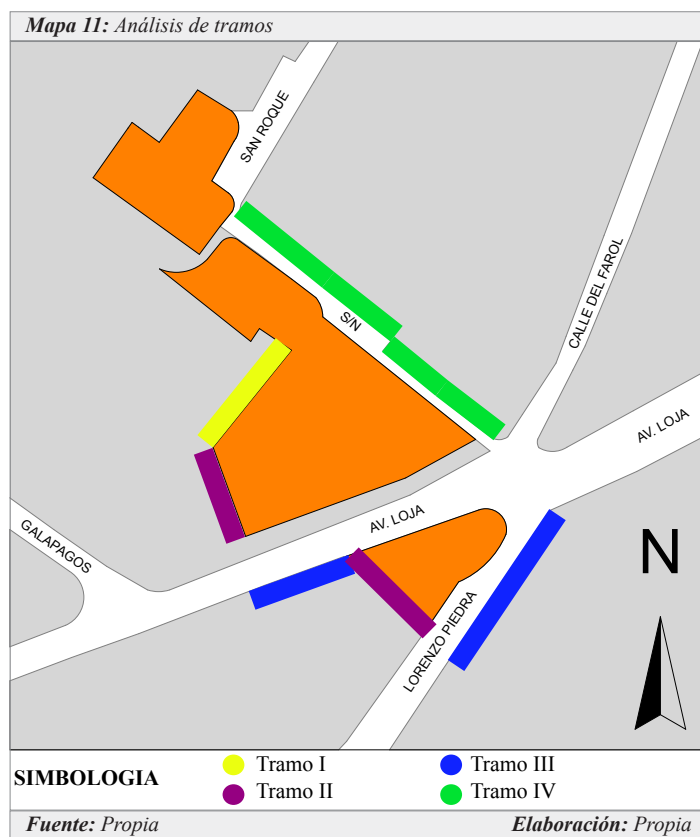 Mapa 11: Análisis de tramos
SAN ROQUE
CALLE DEL FAROL
S/N
AV. LOJA
AV. LOJA
GALAPAGOS
N
LORENZO PIEDRA
SIMBOLOGIA
Tramo I
Tramo III
Tramo II
Tramo IV
Fuente: Propia
Elaboración: Propia